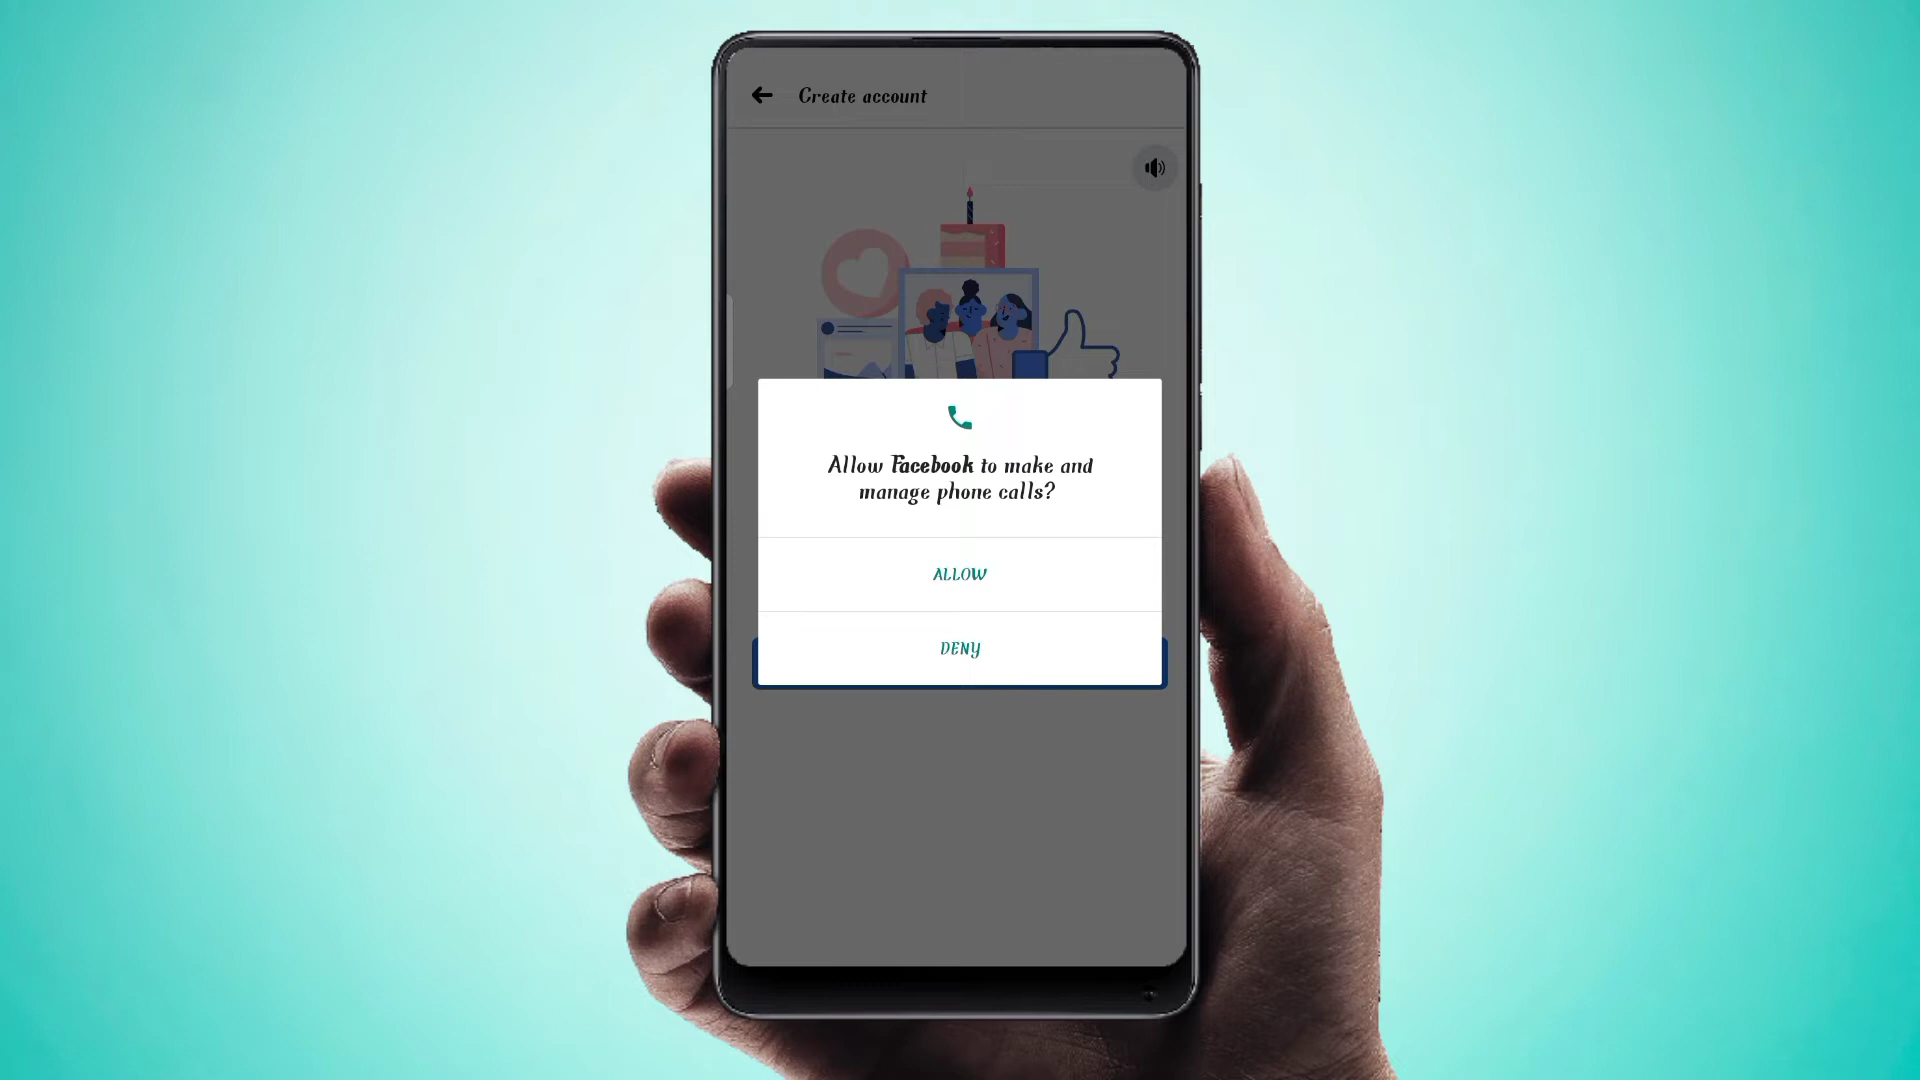 Create account
Allow Facebook to make and
manage phone calls?
ALLOW
DENY